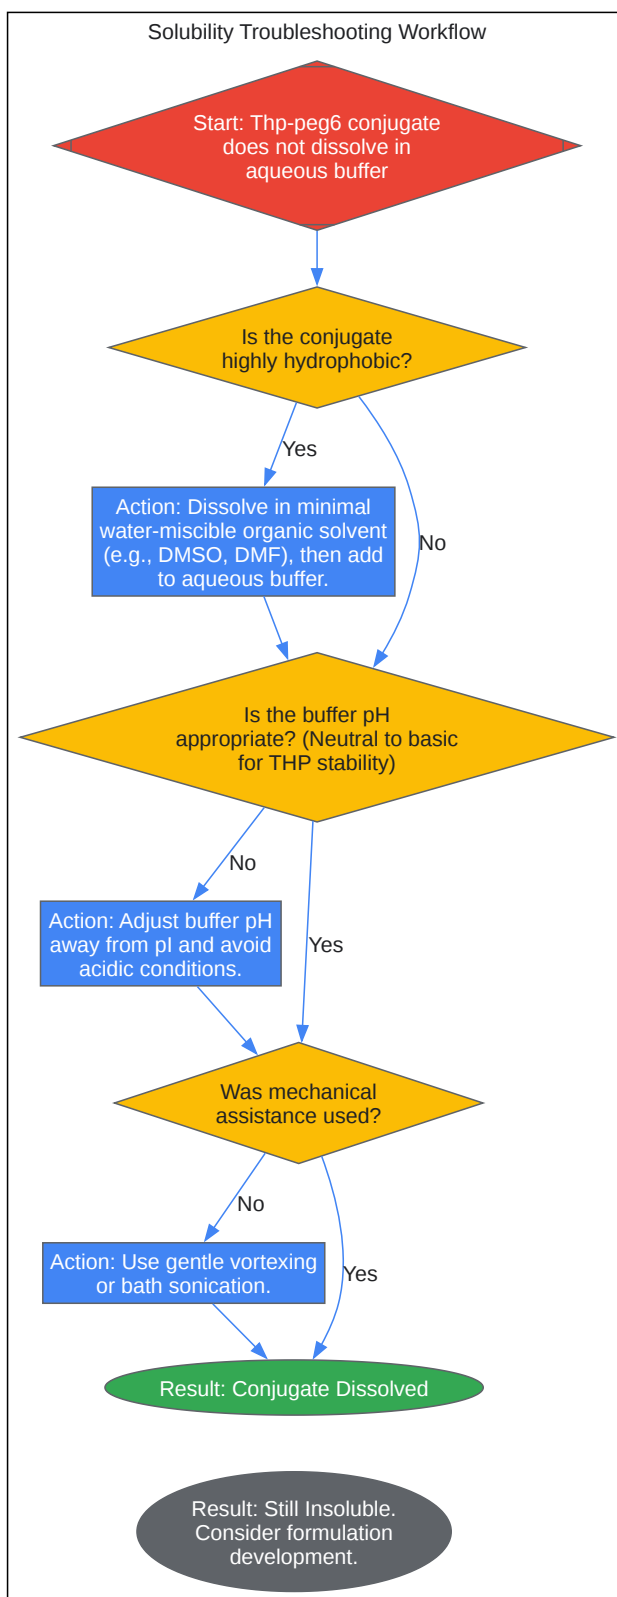 Solubility Troubleshooting Workflow
Start: Thp-peg6 conjugate
does not dissolve in
aqueous buffer
Is the conjugate
highly hydrophobic?
Yes
Action: Dissolve in minimal
water-miscible organic solvent
(e.g., DMSO, DMF), then add
to aqueous buffer.
No
Is the buffer pH
appropriate? (Neutral to basic
for THP stability)
No
Action: Adjust buffer pH
away from pI and avoid
acidic conditions.
Yes
Was mechanical
assistance used?
No
Action: Use gentle vortexing
or bath sonication.
Yes
Result: Conjugate Dissolved
Result: Still Insoluble.
Consider formulation
development.